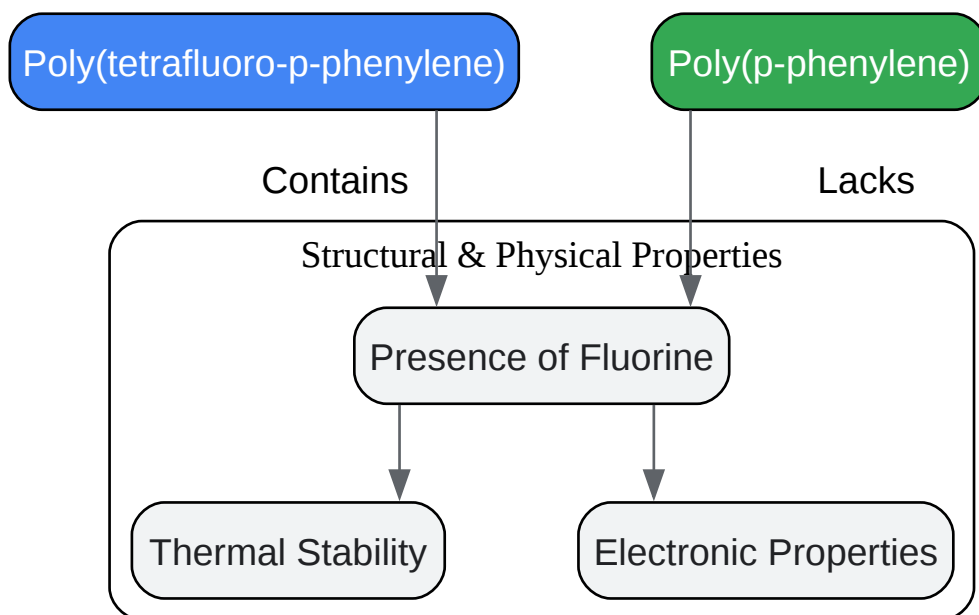 Poly(tetrafluoro-p-phenylene)
Poly(p-phenylene)
Contains
Lacks
Structural & Physical Properties
Presence of Fluorine
Thermal Stability
Electronic Properties